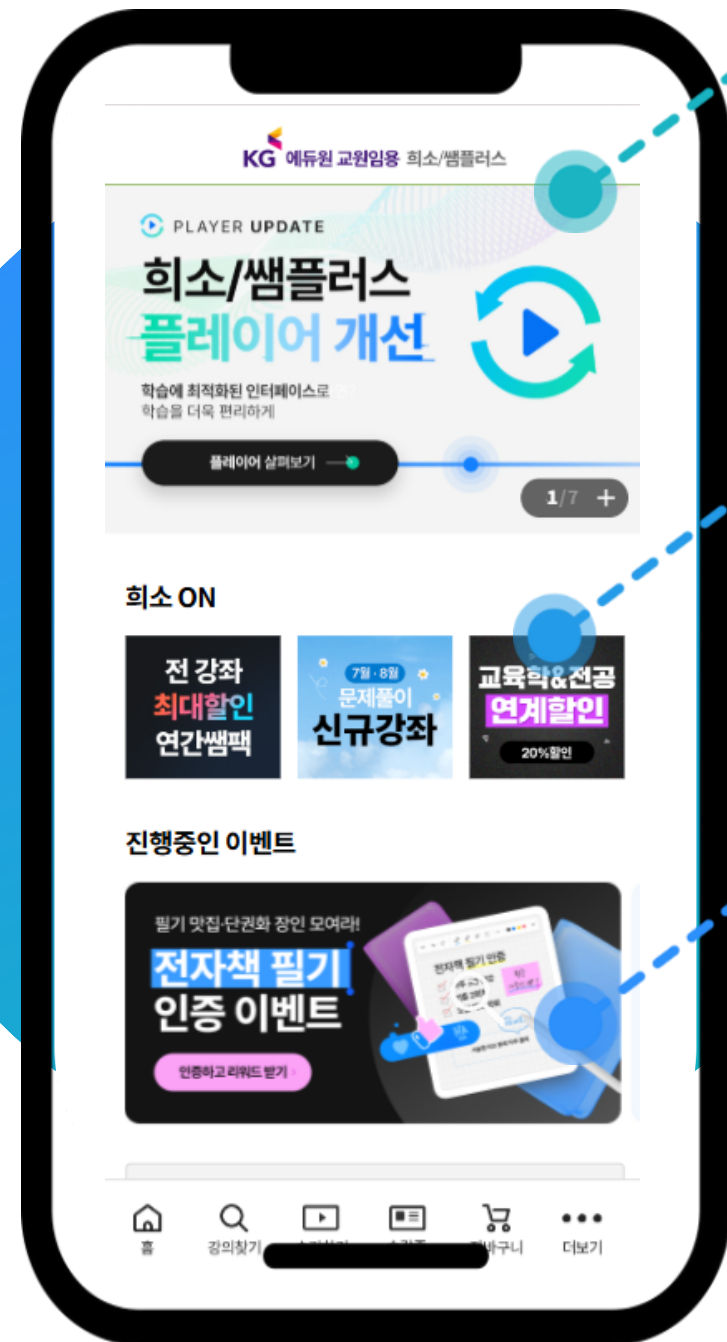 KG 에듀원 교원임용 희소/쌤플러스
PLAYER UPDATE
희소/쌤플러스
플레이어 개선
학습에 최적화된 인터페이스로
학습을 더욱 편리하게
플레이어 살펴보기
1/7 +
희소 ON
전 강좌
최대할인
연간쌤팩
7월·8월
문제풀이
신규강좌
교육학&전공
연계할인
20%할인
진행중인 이벤트
필기 맛집·단권화 장인 모여라!
전자책 필기
인증 이벤트
인증하고 리워드 받기
전자책 필기 인증
홈
강의찾기
바구니
더보기